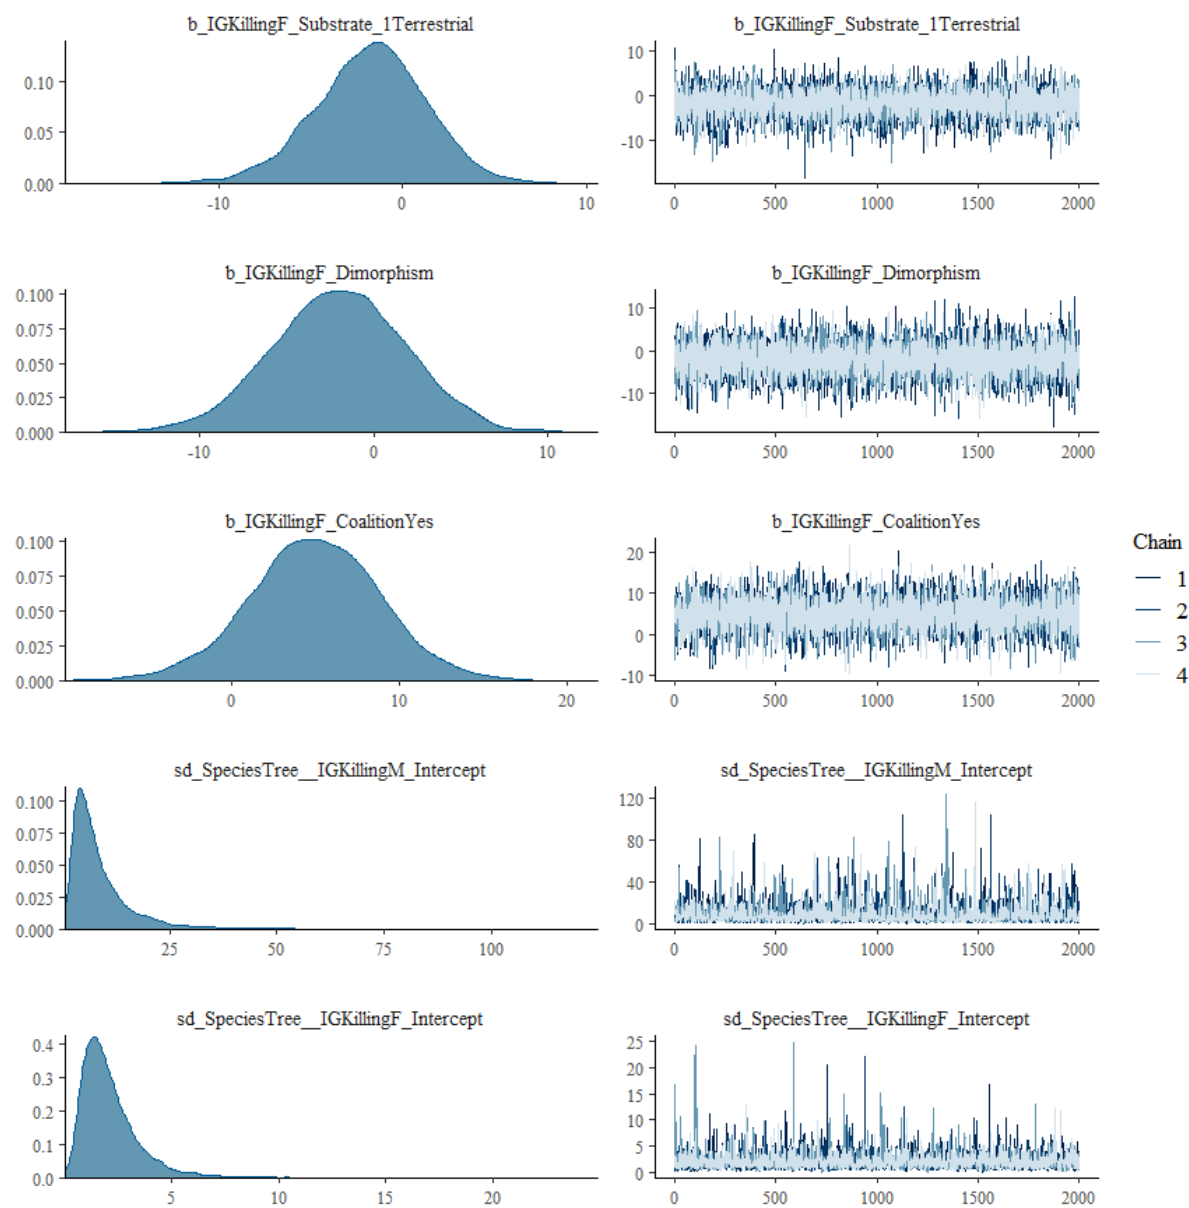 b_IGKillingF_Substrate_1Terrestrial
0.10
0.05
0.00
-10 0 10
b_IGKillingF_Substrate_1Terrestrial
10
0
-10
0 500 1000 1500 2000
b_IGKillingF_Dimorphism
0.100
0.075
0.050
0.025
0.000
-10 0 10
b_IGKillingF_Dimorphism
10
0
-10
0 500 1000 1500 2000
b_IGKillingF_CoalitionYes
0.100
0.075
0.050
0.025
0.000
0 10 20
b_IGKillingF_CoalitionYes
20
10
0
-10
0 500 1000 1500 2000
Chain
1
2
3
4
sd_SpeciesTree__IGKillingM_Intercept
0.100
0.075
0.050
0.025
0.000
25 50 75 100
sd_SpeciesTree__IGKillingM_Intercept
120
80
40
0
0 500 1000 1500 2000
sd_SpeciesTree__IGKillingF_Intercept
0.4
0.3
0.2
0.1
0.0
5 10 15 20
sd_SpeciesTree__IGKillingF_Intercept
25
20
15
10
5
0
0 500 1000 1500 2000